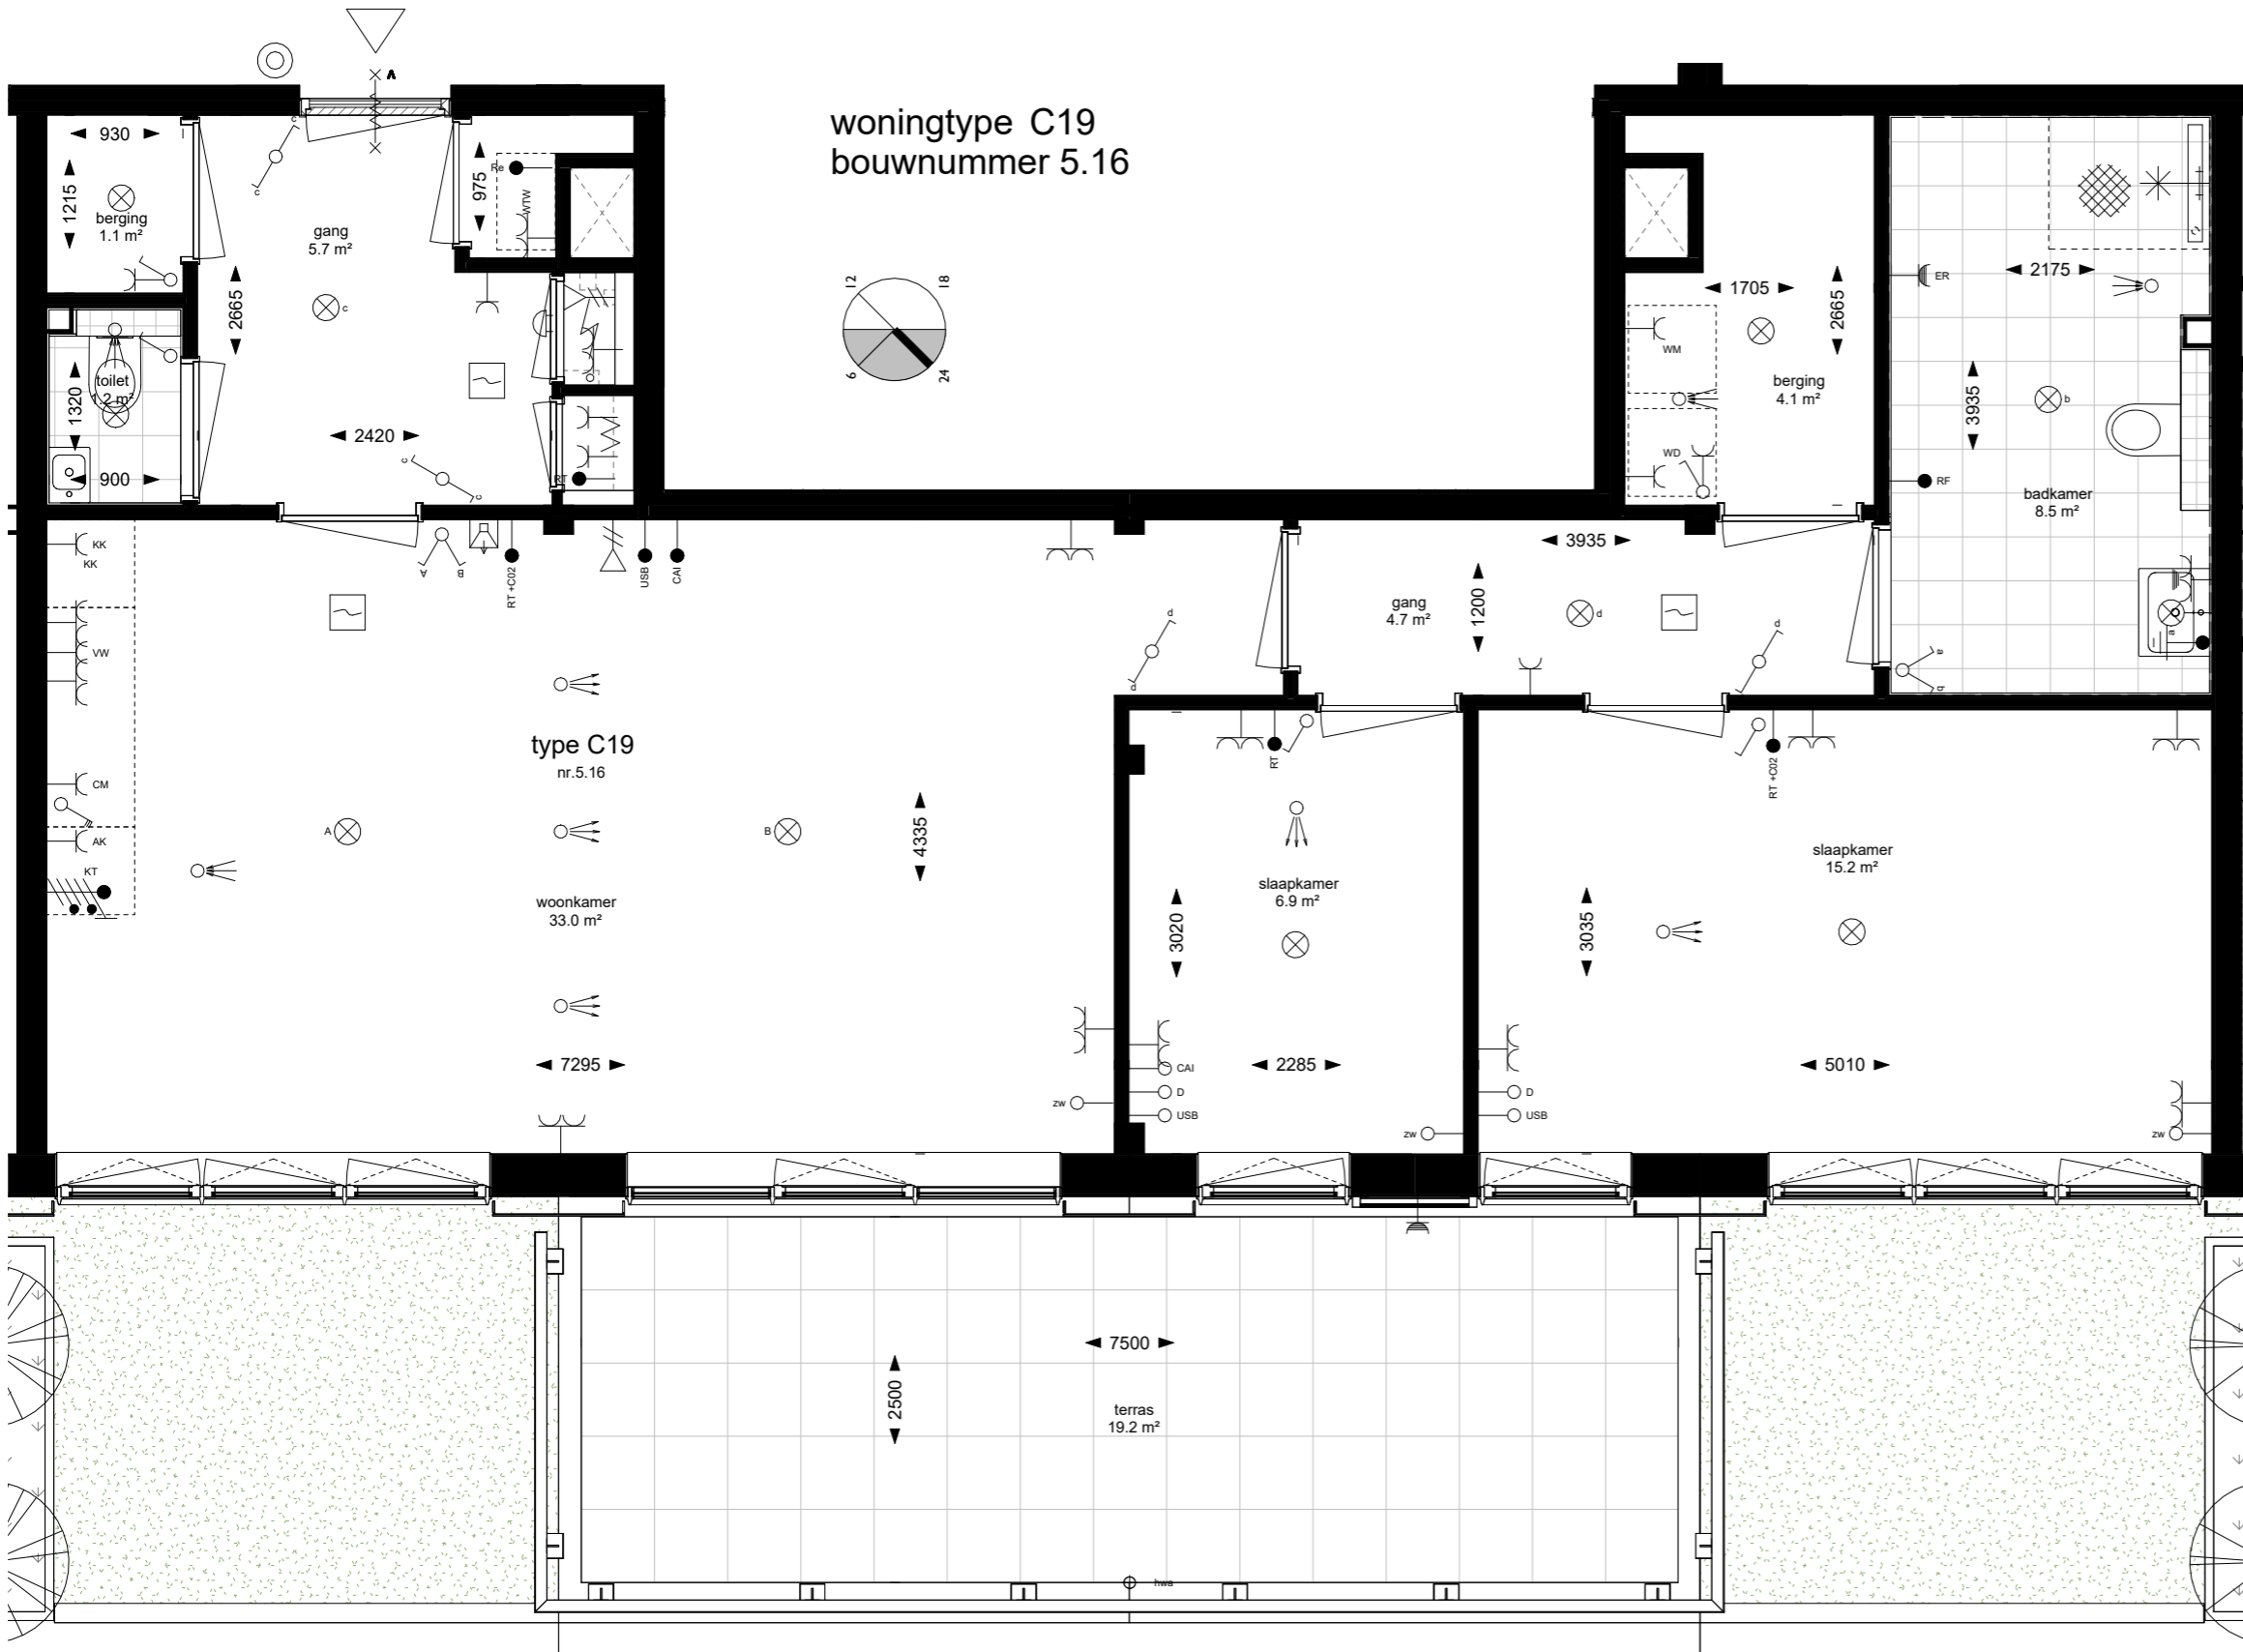 woningtype C19
bouwnummer 5.16
A
930
1215
berging
1.1 m²
c
c
gang
5.7 m²
2665
c
975
Re
WTW
x
12
18
6
24
toilet
1.2 m²
1320
900
2420
c
c
RT
x
1705
2665
WM
WD
berging
4.1 m²
ER
2175
3935
b
RF
badkamer
8.5 m²
a
a
b
KK
KK
VW
CM
AK
KT
A
B
RT +C02
USB
CAI
d
d
3935
gang
4.7 m²
1200
d
d
type C19
nr.5.16
A
B
4335
woonkamer
33.0 m²
7295
zw
RT
slaapkamer
6.9 m²
3020
2285
CAI
D
USB
zw
RT +C02
slaapkamer
15.2 m²
3035
5010
D
USB
zw
7500
2500
terras
19.2 m²
hwa